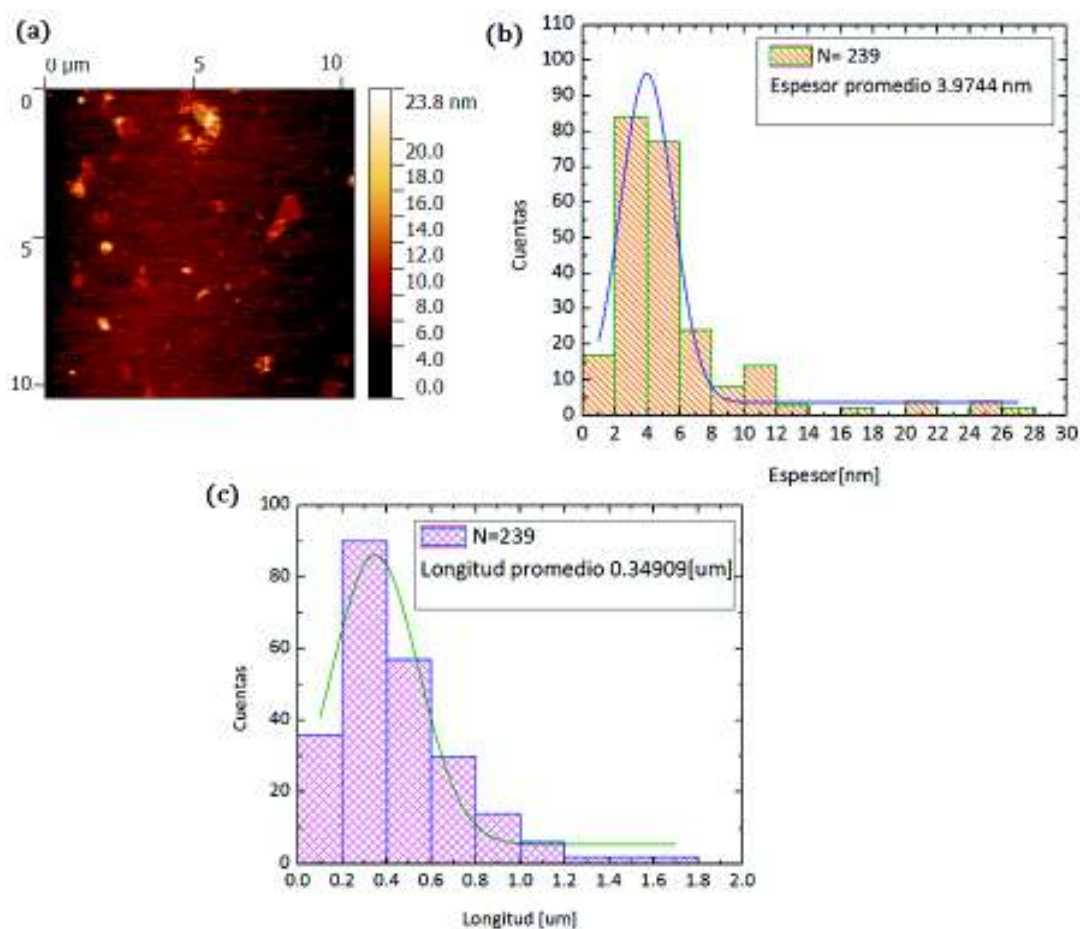 (a)
0 µm 5 10
0
5
10
23.8 nm
20.0
18.0
16.0
14.0
12.0
10.0
8.0
6.0
4.0
0.0
(b)
110
100
90
80
70
60
50
40
30
20
10
0
Cuentas
N= 239
Espesor promedio 3.9744 nm
0 2 4 6 8 10 12 14 16 18 20 22 24 26 28 30
Espesor[nm]
(c)
100
80
60
40
20
0
Cuentas
N=239
Longitud promedio 0.34909[um]
0.0 0.2 0.4 0.6 0.8 1.0 1.2 1.4 1.6 1.8 2.0
Longitud [um]